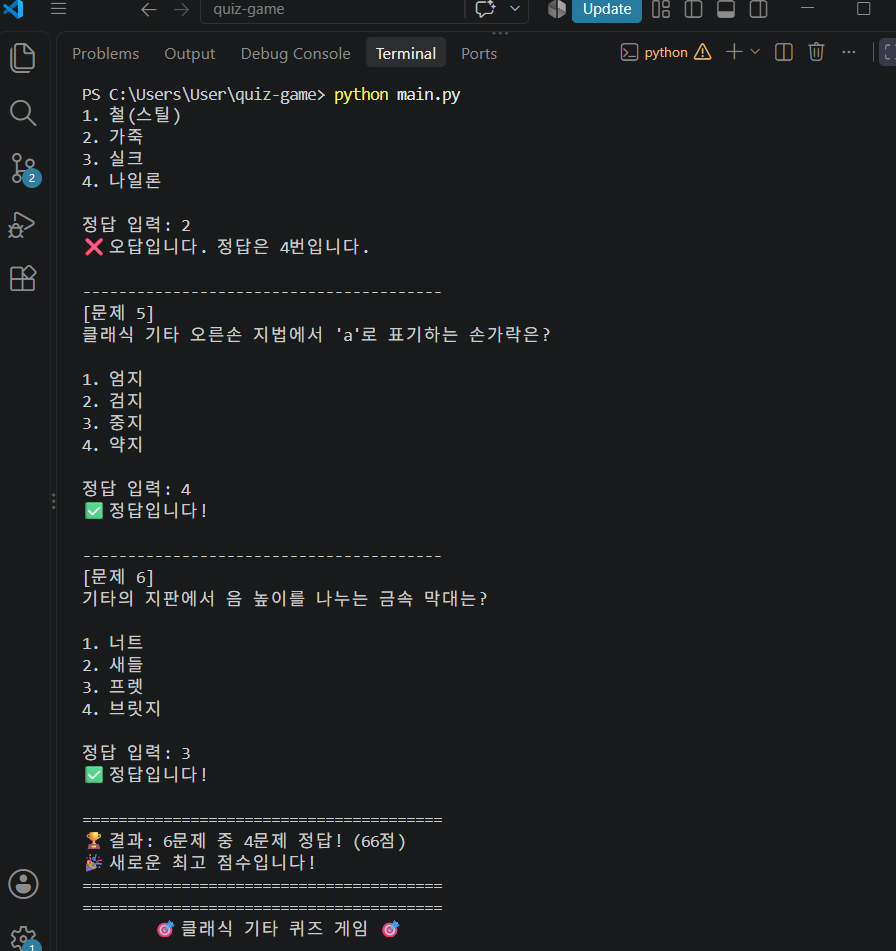 quiz-game
Update
Problems Output Debug Console Terminal Ports
python
PS C:\Users\User\quiz-game> python main.py
1. 철(스틸)
2. 가죽
3. 실크
4. 나일론
2
정답 입력: 2
❌ 오답입니다. 정답은 4번입니다.
----------------------------------------
[문제 5]
클래식 기타 오른손 지법에서 'a'로 표기하는 손가락은?
1. 엄지
2. 검지
3. 중지
4. 약지
정답 입력: 4
✅ 정답입니다!
----------------------------------------
[문제 6]
기타의 지판에서 음 높이를 나누는 금속 막대는?
1. 너트
2. 새들
3. 프렛
4. 브릿지
정답 입력: 3
✅ 정답입니다!
========================================
🏆 결과: 6문제 중 4문제 정답! (66점)
🎉 새로운 최고 점수입니다!
========================================
========================================
🎯 클래식 기타 퀴즈 게임 🎯
1